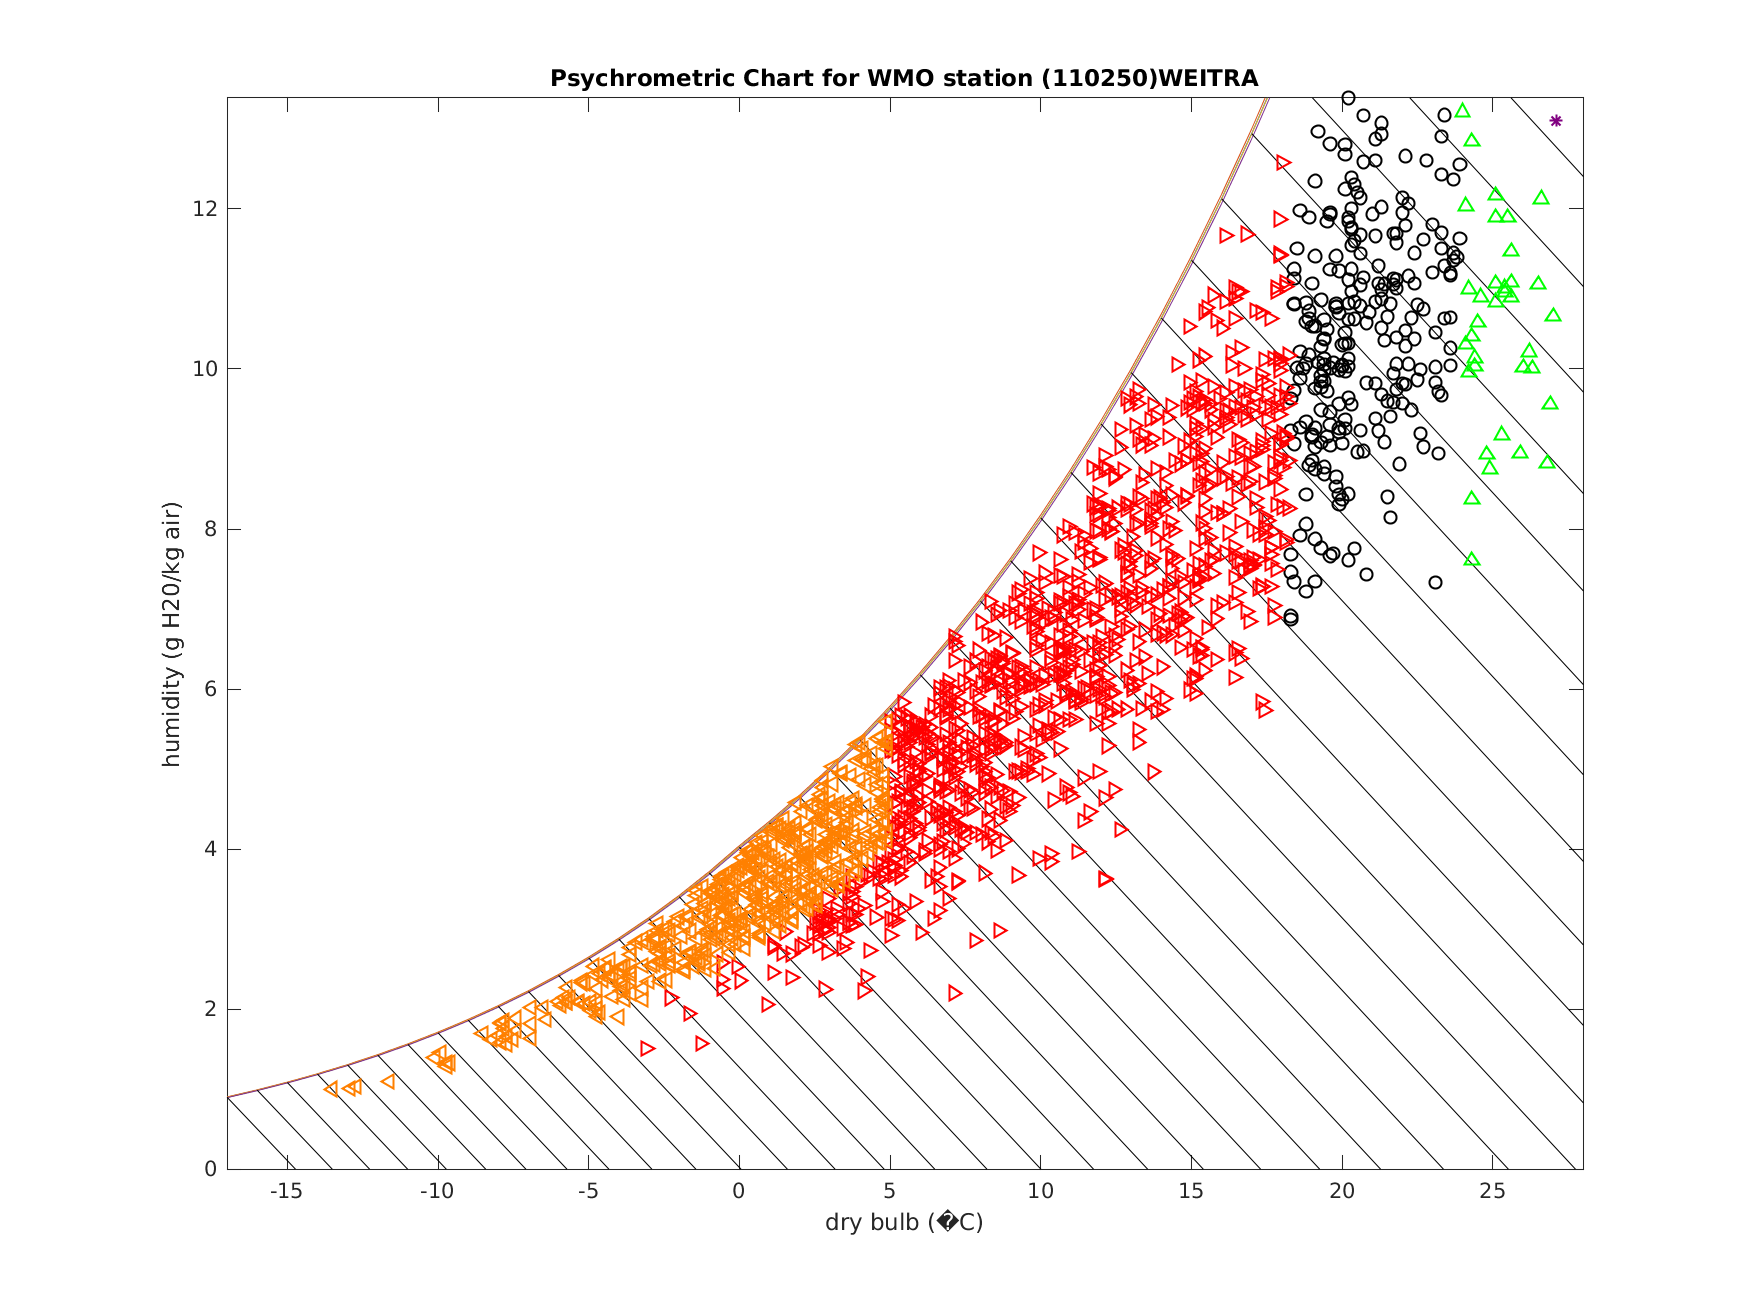 Psychrometric Chart for WMO station (110250)WEITRA
humidity (g H20/kg air)
12
10
8
6
4
2
0
-15 -10 -5 0 5 10 15 20 25
dry bulb (�C)